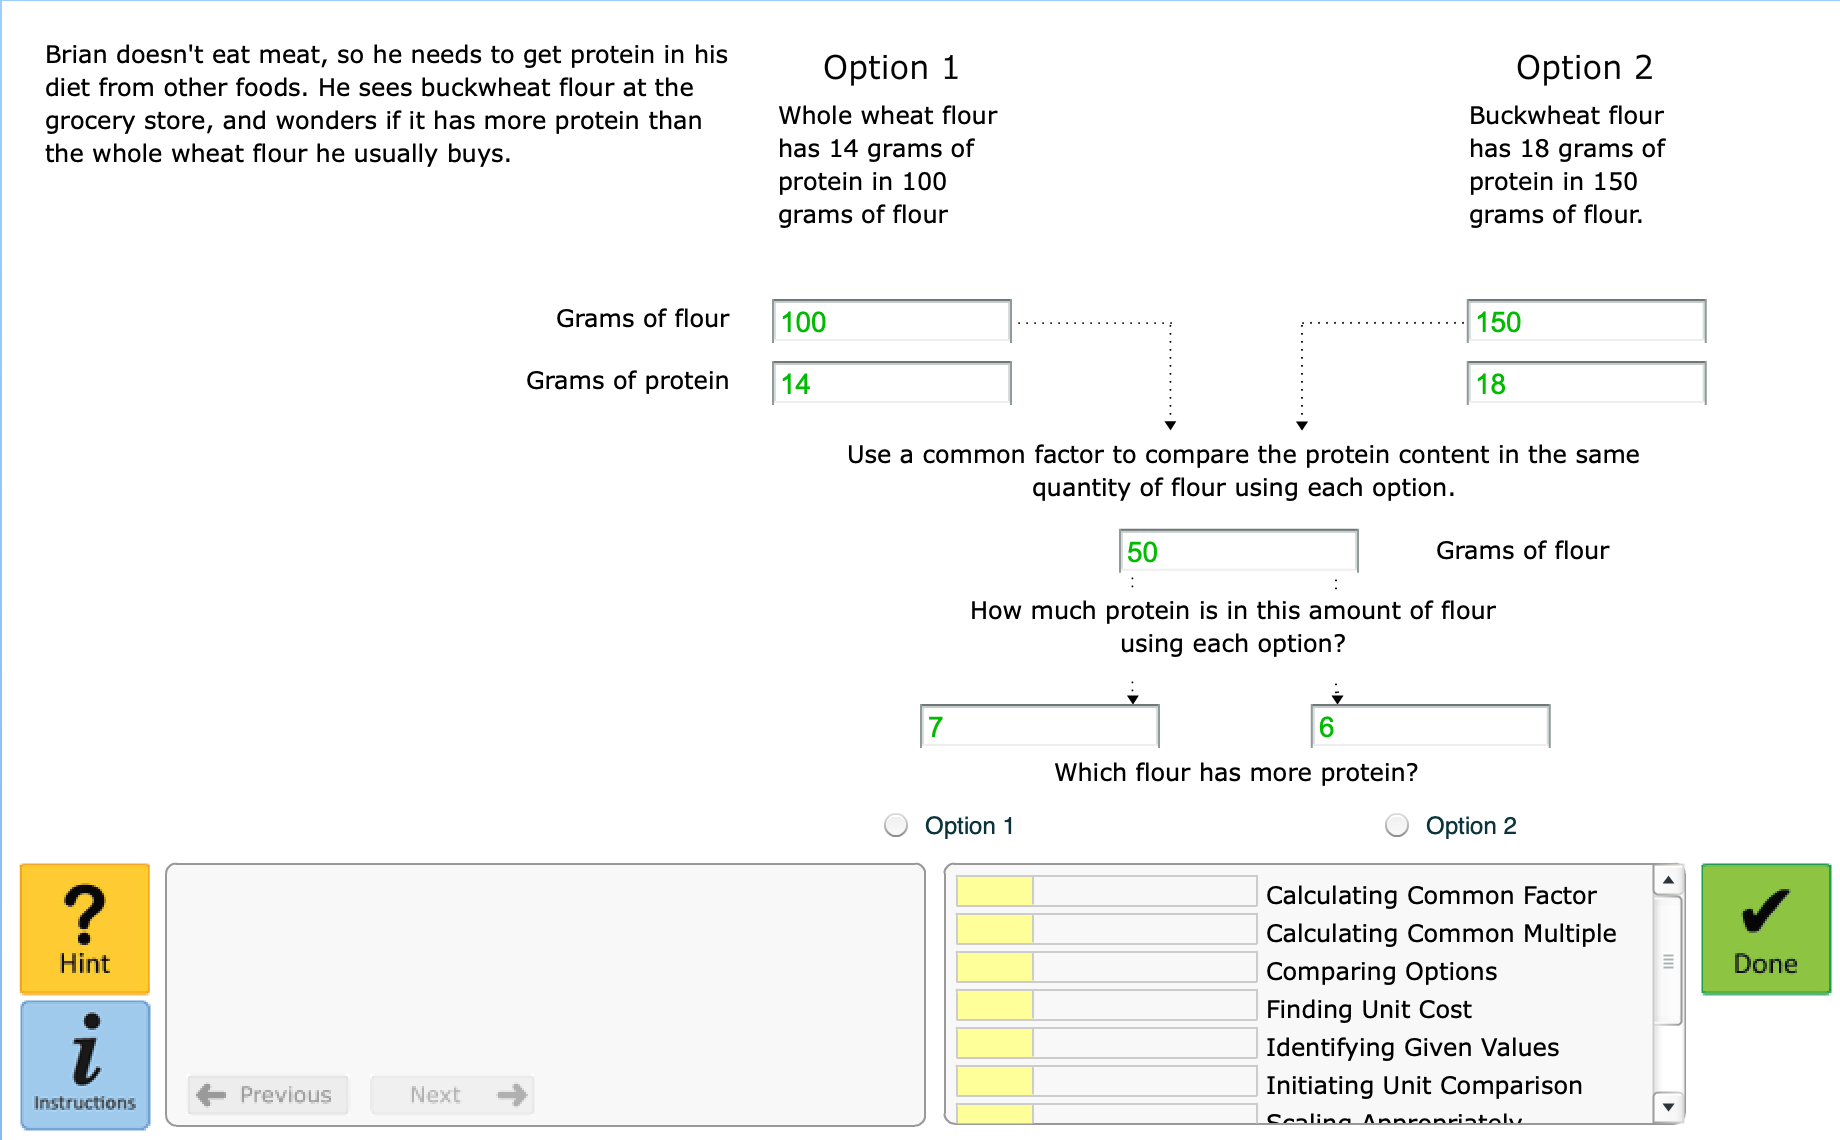 Brian doesn't eat meat, so he needs to get protein in his
diet from other foods. He sees buckwheat flour at the
grocery store, and wonders if it has more protein than
the whole wheat flour he usually buys.
Option 1
Whole wheat flour
has 14 grams of
protein in 100
grams of flour
Option 2
Buckwheat flour
has 18 grams of
protein in 150
grams of flour.
Grams of flour
100
150
Grams of protein
14
18
Use a common factor to compare the protein content in the same
quantity of flour using each option.
50
Grams of flour
How much protein is in this amount of flour
using each option?
7
6
Which flour has more protein?
Option 1
Option 2
Hint
Instructions
Previous
Next
Calculating Common Factor
Calculating Common Multiple
Comparing Options
Finding Unit Cost
Identifying Given Values
Initiating Unit Comparison
Scaling Appropriately
Done